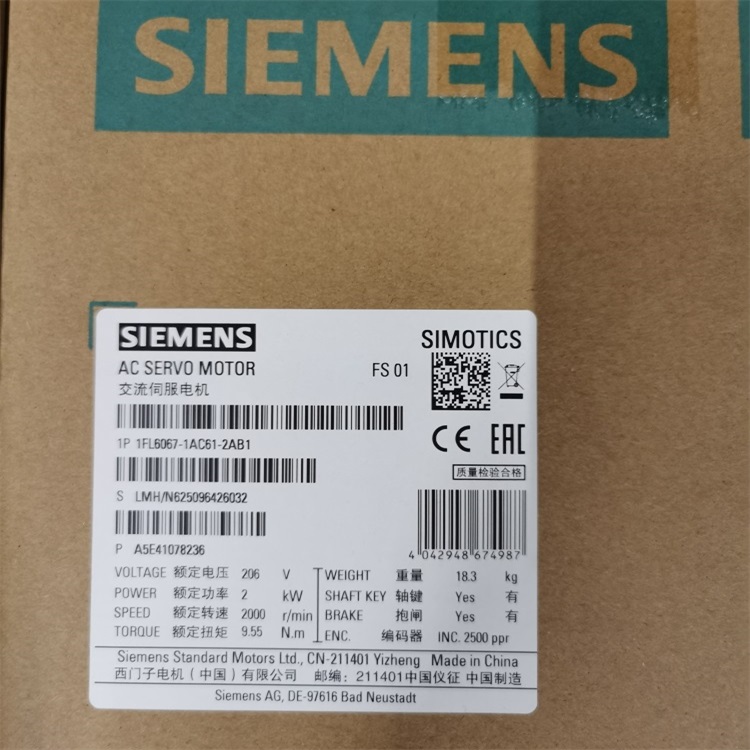 SIEMENS
SIEMENS
SIMOTICS
AC SERVO MOTOR
FS 01
交流伺服电机
1P 1FL6067-1AC61-2AB1
CE EAC
质量检验合格
S LMH/N625096426032
P A5E41078236
4 042948 674987
VOLTAGE 额定电压 206 V WEIGHT 重量 18.3 kg
POWER 额定功率 2 kW SHAFT KEY 轴键 Yes 有
SPEED 额定转速 2000 r/min BRAKE 抱闸 Yes 有
TORQUE 额定扭矩 9.55 N.m ENC. 编码器 INC. 2500 ppr
Siemens Standard Motors Ltd., CN-211401 Yizheng Made in China
西门子电机（中国）有限公司 邮编：211401中国仪征 中国制造
Siemens AG, DE-97616 Bad Neustadt